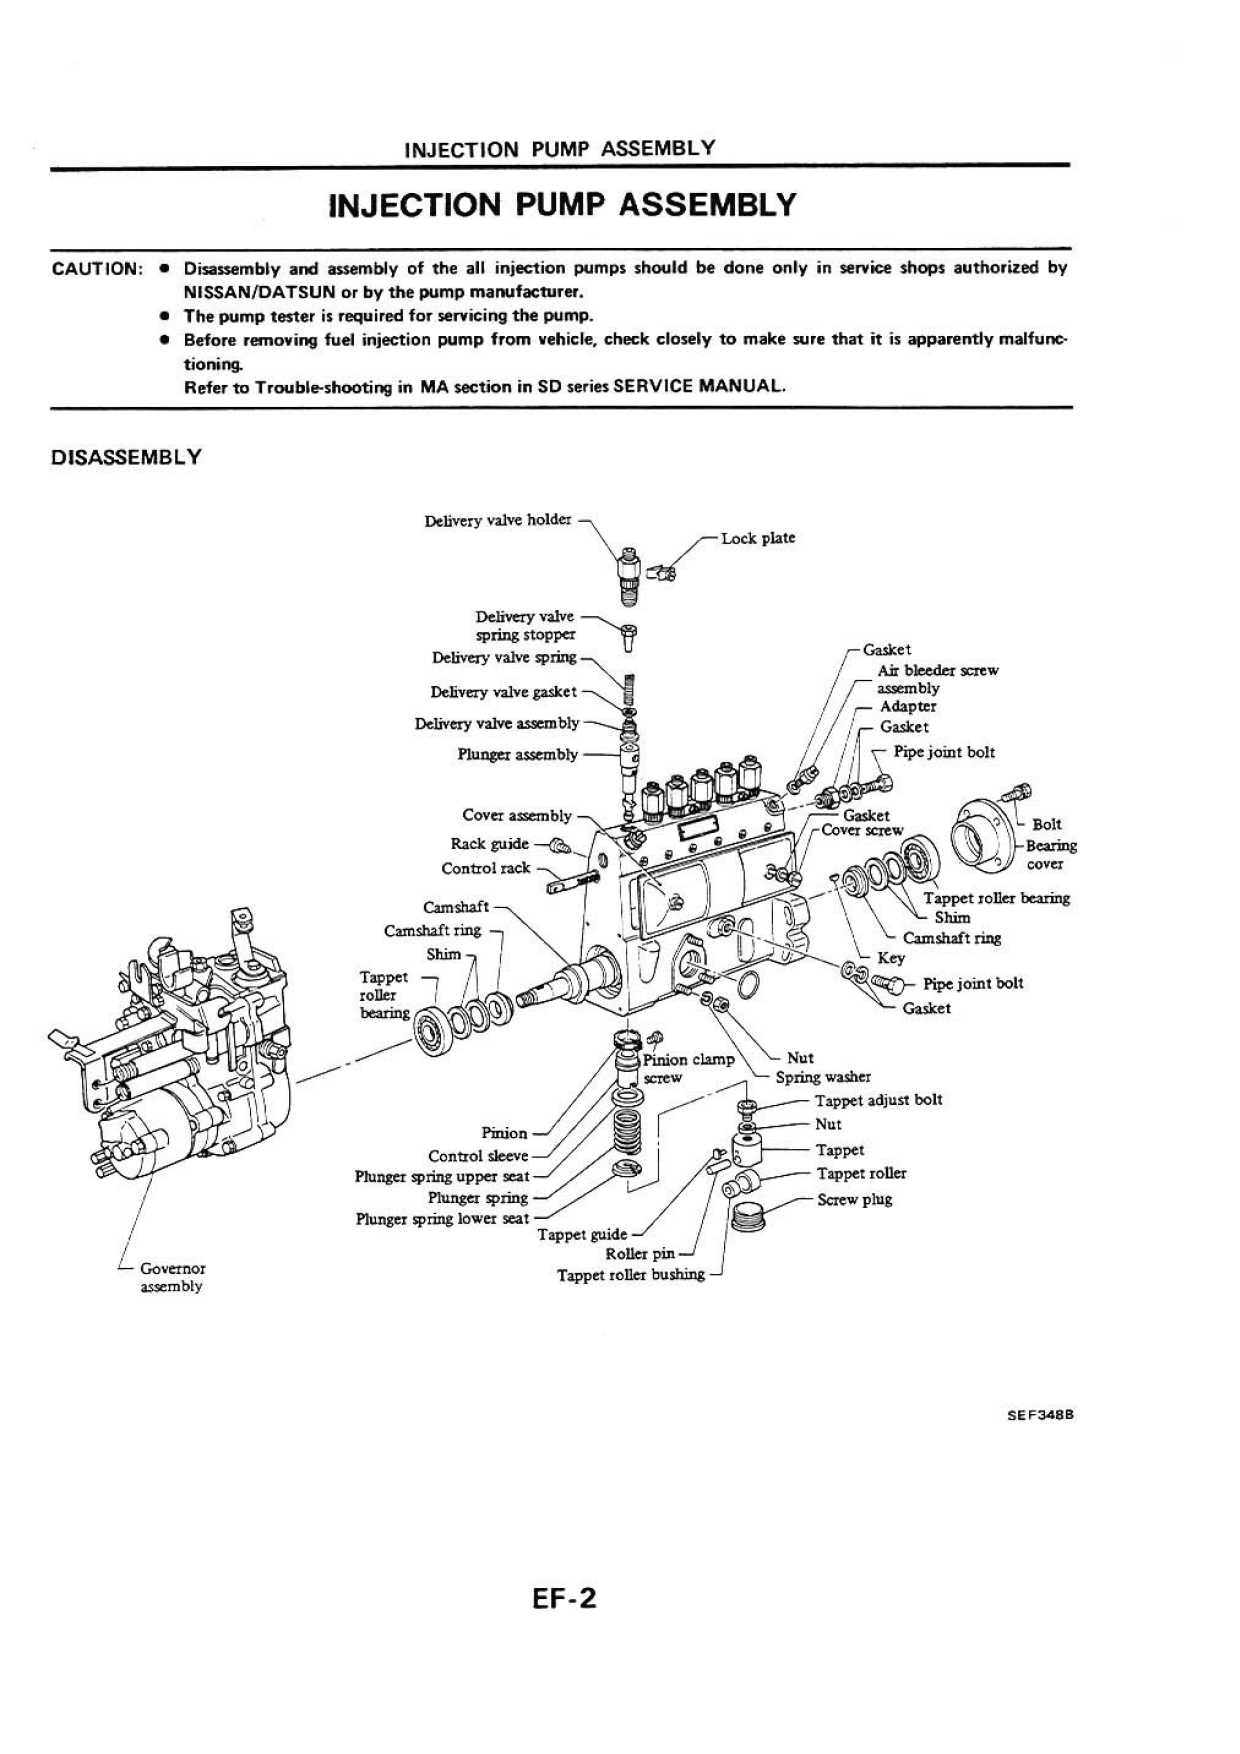 INJECTION PUMP ASSEMBLY
INJECTION PUMP ASSEMBLY
CAUTION: ● Disassembly and assembly of the all injection pumps should be done only in service shops authorized by
NISSAN/DATSUN or by the pump manufacturer.
● The pump tester is required for servicing the pump.
● Before removing fuel injection pump from vehicle, check closely to make sure that it is apparently malfunc-
tioning.
Refer to Trouble-shooting in MA section in SD series SERVICE MANUAL.
DISASSEMBLY
Delivery valve holder
Lock plate
Delivery valve
spring stopper
Delivery valve spring
Delivery valve gasket
Delivery valve assembly
Plunger assembly
Gasket
Air bleeder screw
assembly
Adapter
Gasket
Pipe joint bolt
Cover assembly
Rack guide
Control rack
Gasket
Cover screw
Bolt
Bearing
cover
Camshaft
Camshaft ring
Shim
Tappet
roller
bearing
Tappet roller bearing
Shim
Camshaft ring
Key
Pipe joint bolt
Gasket
Pinion clamp
screw
Nut
Spring washer
Tappet adjust bolt
Nut
Tappet
Tappet roller
Screw plug
Pinion
Control sleeve
Plunger spring upper seat
Plunger spring
Plunger spring lower seat
Tappet guide
Roller pin
Tappet roller bushing
Governor
assembly
SEF348B
EF-2